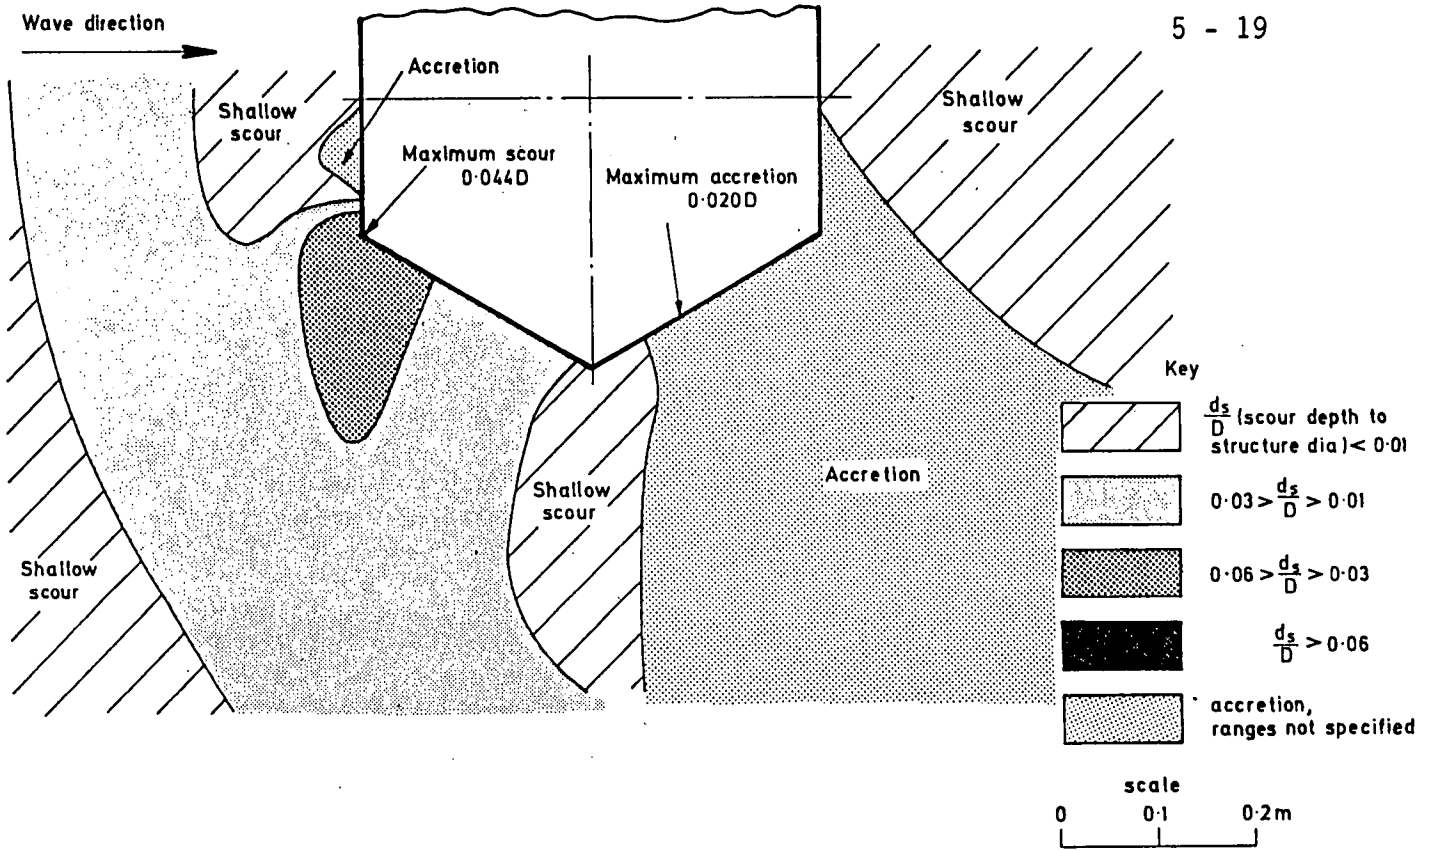 5 - 19
Wave direction
Accretion
Shallow
scour
Maximum scour
0·044D
Maximum accretion
0·020D
Shallow
scour
Accretion
Shallow
scour
Shallow
scour
Key
ds/D (scour depth to
structure dia) < 0·01
0·03 > ds/D > 0·01
0·06 > ds/D > 0·03
ds/D > 0·06
accretion,
ranges not specified
scale
0 0·1 0·2m